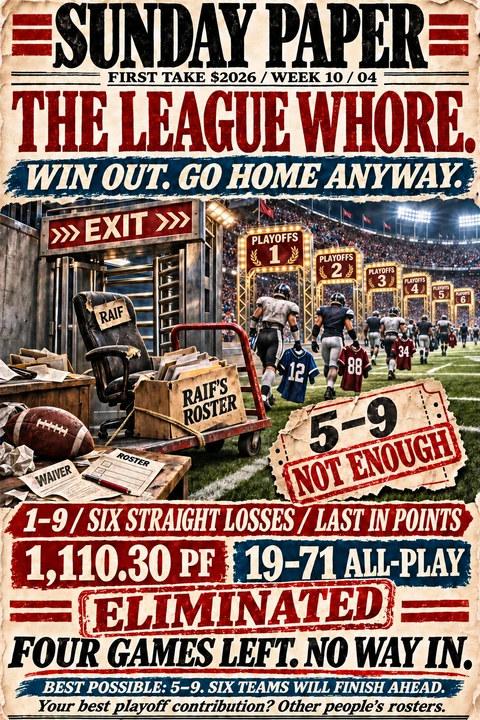 SUNDAY PAPER
FIRST TAKE $2026 / WEEK 10 / 04
THE LEAGUE WHORE.
WIN OUT. GO HOME ANYWAY.
>>> EXIT >>>
RAIF
RAIF'S
ROSTER
WAIVER
ROSTER
PLAYOFFS
1
PLAYOFFS
2
PLAYOFFS
3
PLAYOFFS
4
PLAYOFFS
5
6
12
88
34
5-9
NOT ENOUGH
1-9 / SIX STRAIGHT LOSSES / LAST IN POINTS
1,110.30 PF
19-71 ALL-PLAY
ELIMINATED
FOUR GAMES LEFT. NO WAY IN.
BEST POSSIBLE: 5-9. SIX TEAMS WILL FINISH AHEAD.
Your best playoff contribution? Other people's rosters.